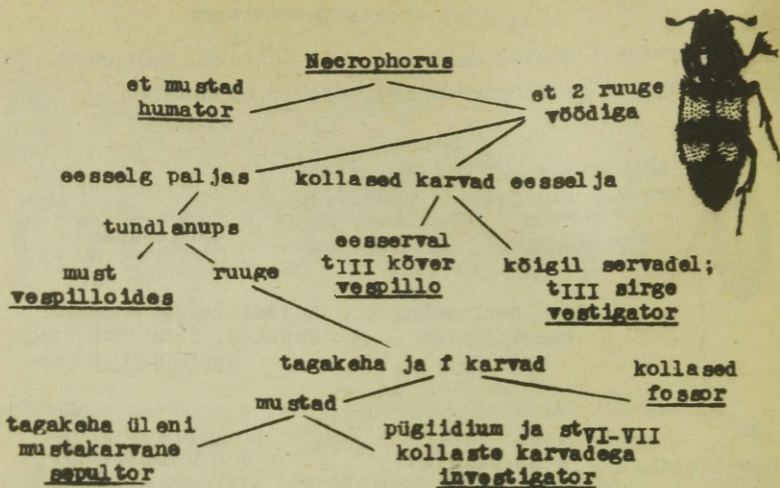 Necrophorus
et mustad
humator
et 2 ruuge
vöödiga
eesselg paljas
kollased karvad eesselja
tundlanups
must
vespilloides
ruuge
eesserval
tIII kõver
vespillo
kõigil servadel;
tIII sirge
vestigator
tagakeha ja f karvad
mustad
kollased
fossor
tagakeha üleni
mustakarvane
sepultor
pügiidium ja stVI-VII
kollaste karvadega
investigator